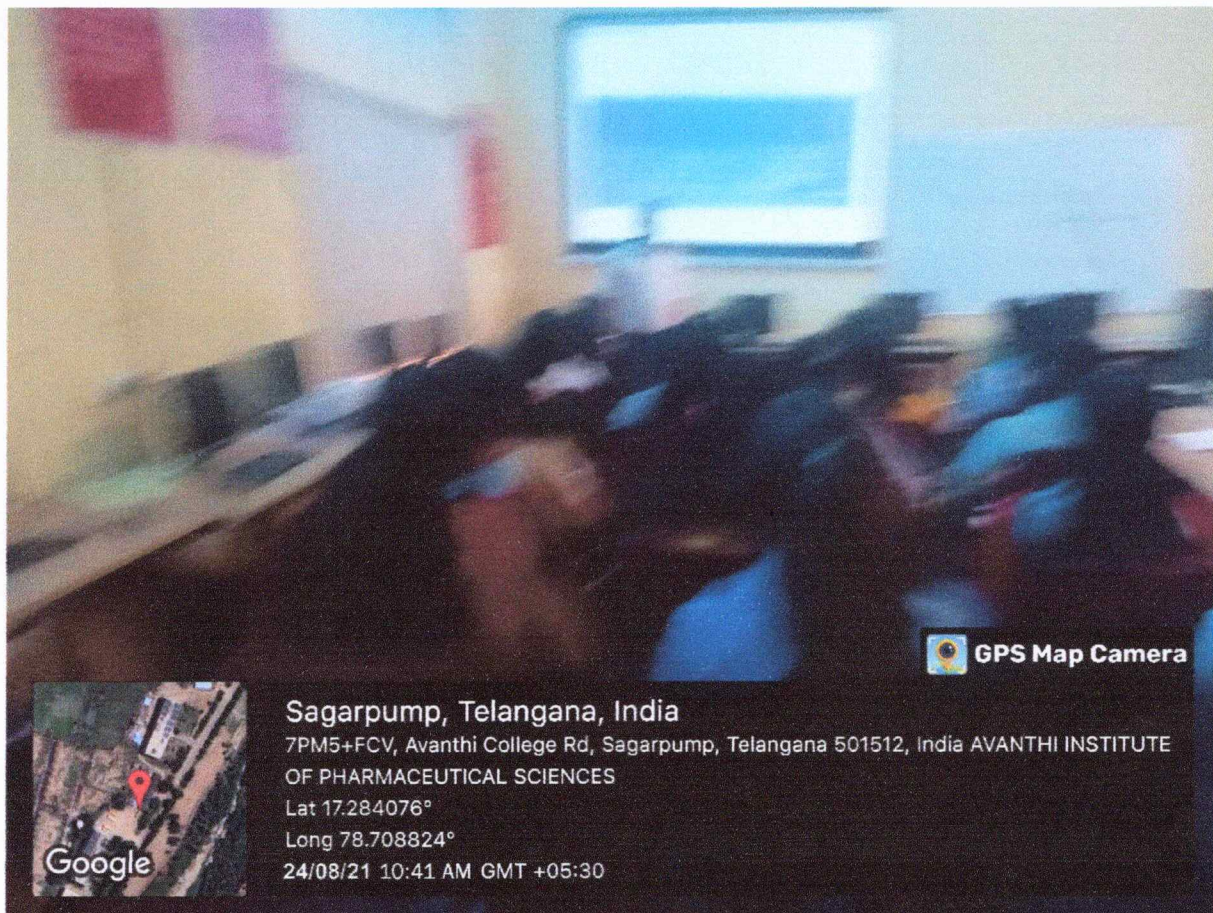 GPS Map Camera
Sagarpump, Telangana, India
7PM5+FCV, Avanthi College Rd, Sagarpump, Telangana 501512, India AVANTHI INSTITUTE
OF PHARMACEUTICAL SCIENCES
Lat 17.284076°
Long 78.708824°
24/08/21 10:41 AM GMT +05:30
Google